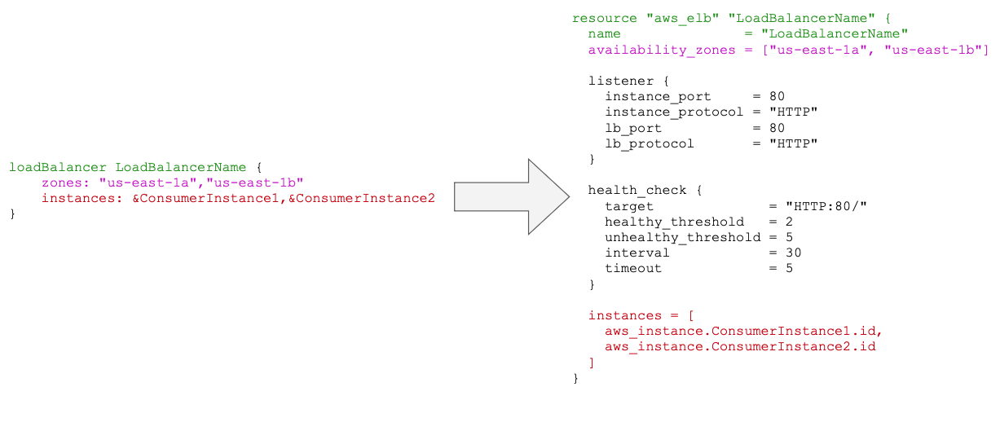 loadBalancer LoadBalancerName {
    zones: "us-east-1a","us-east-1b"
    instances: &ConsumerInstance1,&ConsumerInstance2
}
resource "aws_elb" "LoadBalancerName" {
  name               = "LoadBalancerName"
  availability_zones = ["us-east-1a", "us-east-1b"]
  listener {
    instance_port     = 80
    instance_protocol = "HTTP"
    lb_port           = 80
    lb_protocol       = "HTTP"
  }
  health_check {
    target              = "HTTP:80/"
    healthy_threshold   = 2
    unhealthy_threshold = 5
    interval            = 30
    timeout             = 5
  }
  instances = [
    aws_instance.ConsumerInstance1.id,
    aws_instance.ConsumerInstance2.id
  ]
}